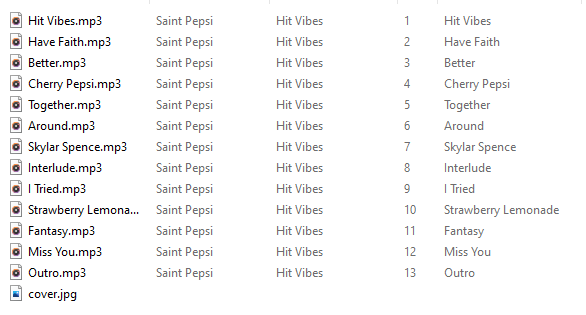 Hit Vibes.mp3 Saint Pepsi Hit Vibes 1 Hit Vibes
Have Faith.mp3 Saint Pepsi Hit Vibes 2 Have Faith
Better.mp3 Saint Pepsi Hit Vibes 3 Better
Cherry Pepsi.mp3 Saint Pepsi Hit Vibes 4 Cherry Pepsi
Together.mp3 Saint Pepsi Hit Vibes 5 Together
Around.mp3 Saint Pepsi Hit Vibes 6 Around
Skylar Spence.mp3 Saint Pepsi Hit Vibes 7 Skylar Spence
Interlude.mp3 Saint Pepsi Hit Vibes 8 Interlude
I Tried.mp3 Saint Pepsi Hit Vibes 9 I Tried
Strawberry Lemona... Saint Pepsi Hit Vibes 10 Strawberry Lemonade
Fantasy.mp3 Saint Pepsi Hit Vibes 11 Fantasy
Miss You.mp3 Saint Pepsi Hit Vibes 12 Miss You
Outro.mp3 Saint Pepsi Hit Vibes 13 Outro
cover.jpg